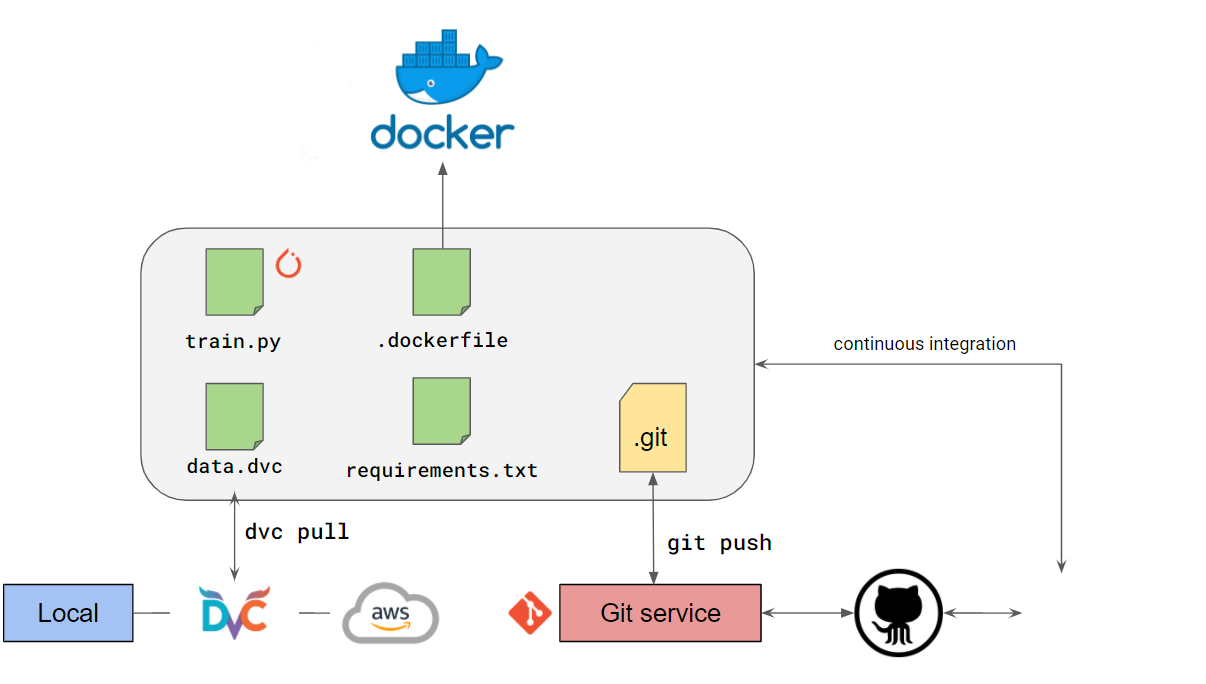 docker
train.py
.dockerfile
continuous integration
.git
data.dvc
requirements.txt
dvc pull
git push
Local
DVC
aws
Git service